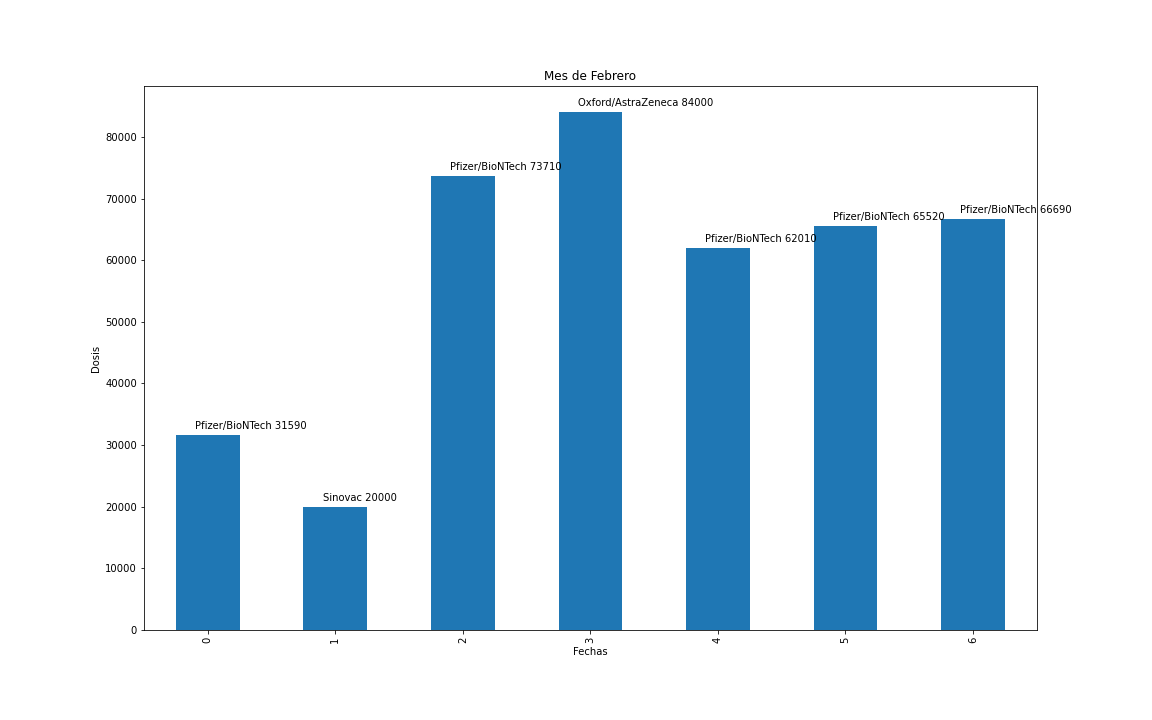 Mes de Febrero
Oxford/AstraZeneca 84000
Pfizer/BioNTech 73710
Pfizer/BioNTech 66690
Pfizer/BioNTech 65520
Pfizer/BioNTech 62010
Pfizer/BioNTech 31590
Sinovac 20000
80000
70000
60000
50000
40000
30000
20000
10000
0
Dosis
0 1 2 3 4 5 6
Fechas